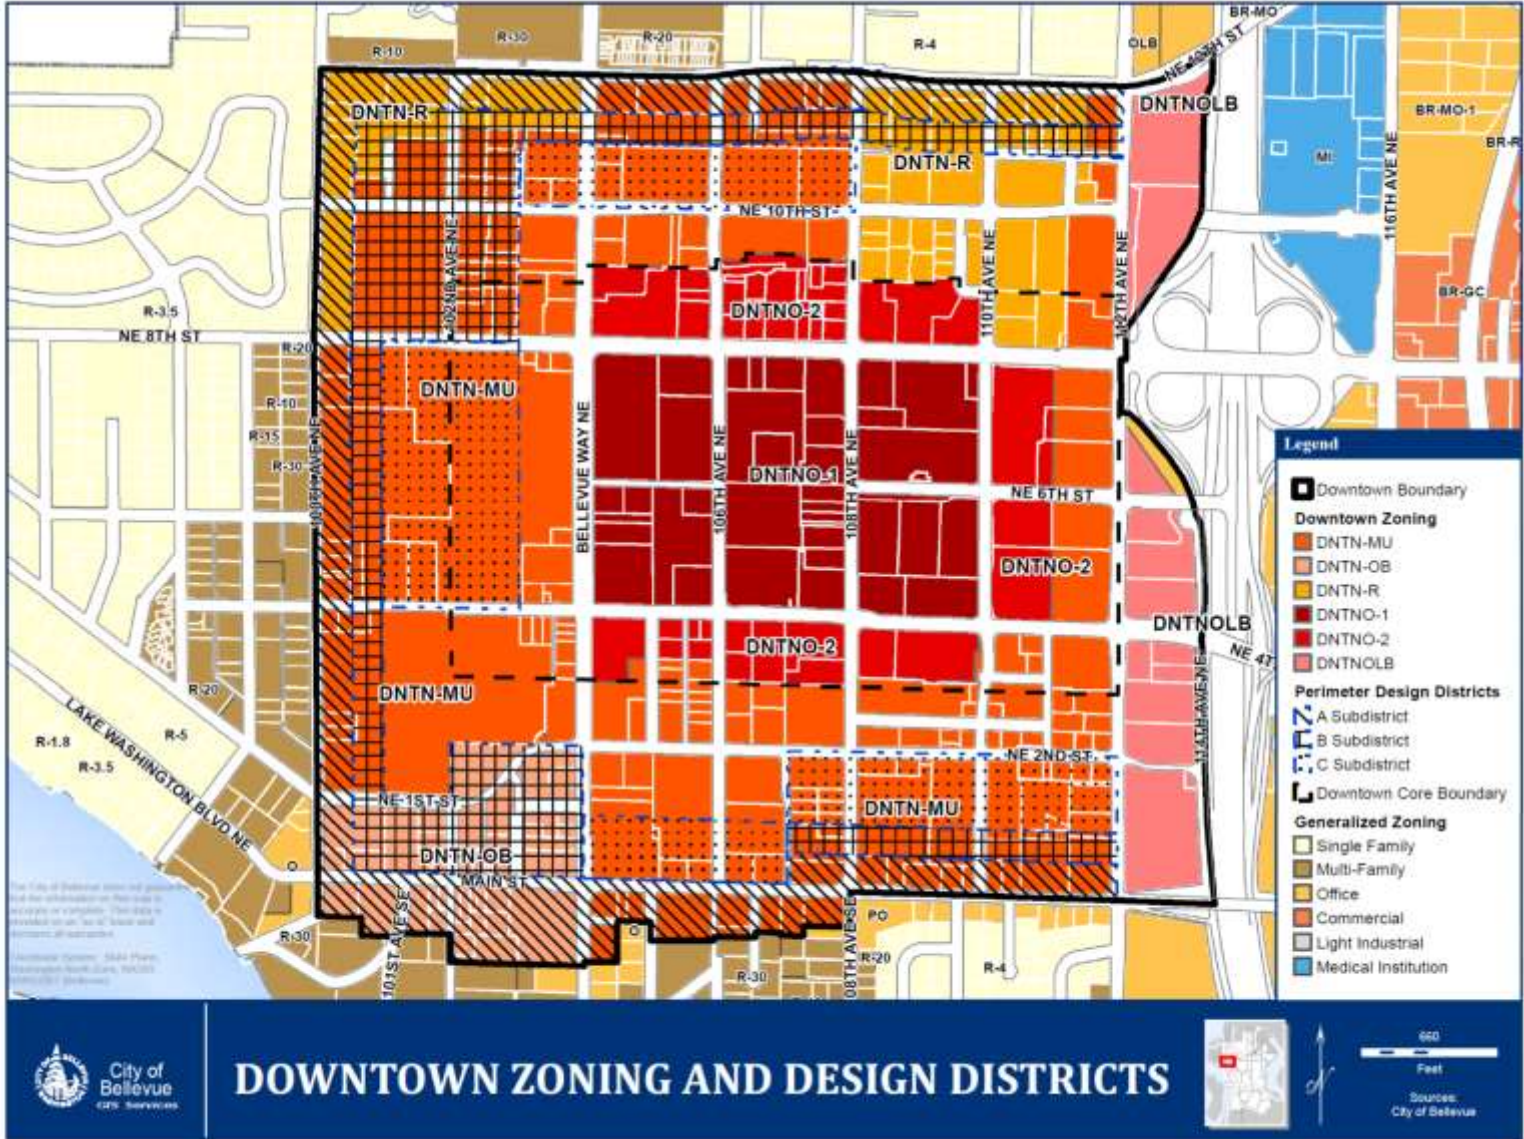 BR-MO
R-10
R-30
R-20
R-4
OLB
NE 10TH ST
DNTN-R
DNTNOLB
BR-MO-1
MI
BR-R
DNTN-R
116TH AVE NE
NE 10TH ST
102ND AVE NE
110TH AVE NE
112TH AVE NE
BR-GC
R-3.5
NE 8TH ST
DNTNO-2
R-20
DNTN-MU
R-10
R-15
R-30
100TH AVE NE
BELLEVUE WAY NE
106TH AVE NE
108TH AVE NE
DNTNO-1
NE 6TH ST
DNTNO-2
DNTNO-2
DNTNOLB
NE 4T
R-20
DNTN-MU
114TH AVE NE
LAKE WASHINGTON BLVD NE
R-1.8
R-5
R-3.5
NE 2ND ST
NE 1ST ST
DNTN-MU
DNTN-OB
MAIN ST
O
101ST AVE SE
08TH AVE SE
R-30
O
PO
R-20
R-30
R-4
Legend
Downtown Boundary
Downtown Zoning
DNTN-MU
DNTN-OB
DNTN-R
DNTNO-1
DNTNO-2
DNTNOLB
Perimeter Design Districts
A Subdistrict
B Subdistrict
C Subdistrict
Downtown Core Boundary
Generalized Zoning
Single Family
Multi-Family
Office
Commercial
Light Industrial
Medical Institution
City of
Bellevue
GIS Services
DOWNTOWN ZONING AND DESIGN DISTRICTS
N
660
Feet
Sources:
City of Bellevue